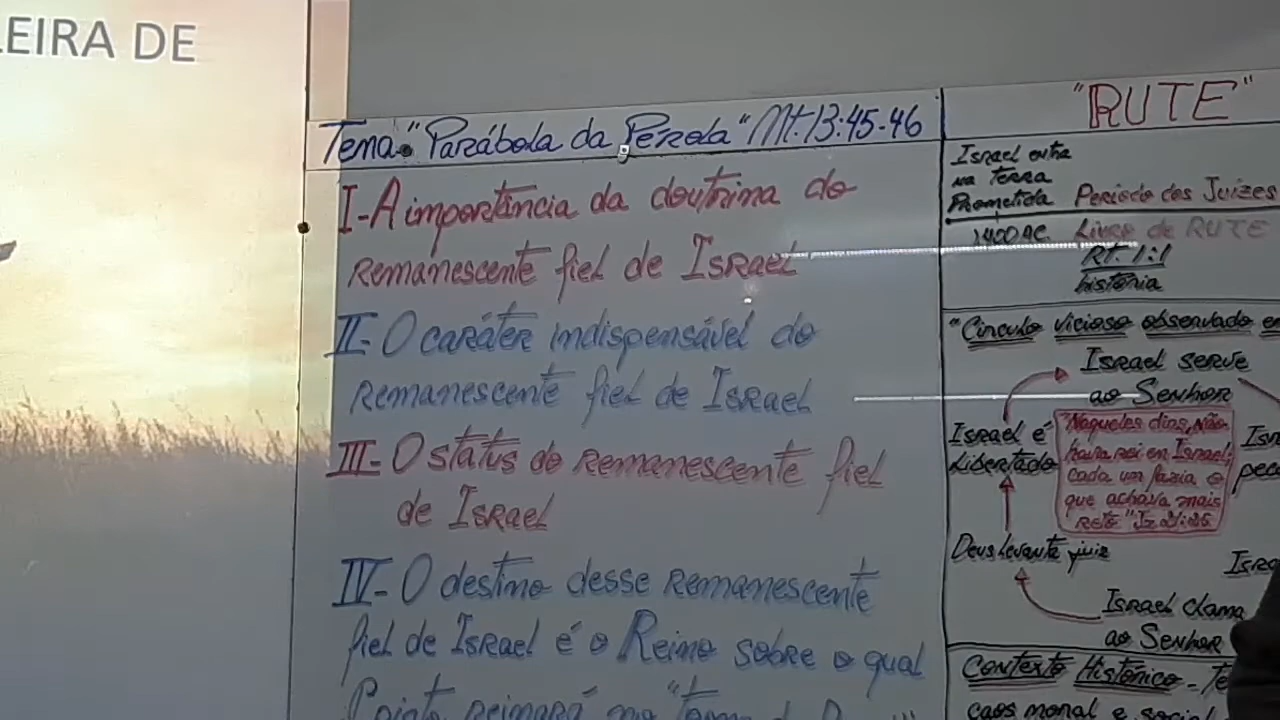 LEIRA DE
Tema: "Parábola da Pérola" Mt.13:45-46
I-A importância da doutrina do
Remanescente fiel de Israel
II-O caráter indispensável do
Remanescente fiel de Israel
III-O status do Remanescente fiel
de Israel
IV-O destino desse Remanescente
fiel de Israel é o Reino sobre o qual
reinará
"RUTE"
Israel entra
na Terra
Prometida Período dos Juízes
1400 AC. Livro de RUTE
RT. 1:1
história
"Círculo vicioso observado em
Israel serve
ao Senhor
Israel é
Libertado
"Naqueles dias, não
havia rei em Israel;
cada um fazia o
que achava mais
reto" Jz 21:25
Deus levanta juiz
Israel clama
ao Senhor
Contexto Histórico -
caos moral e social